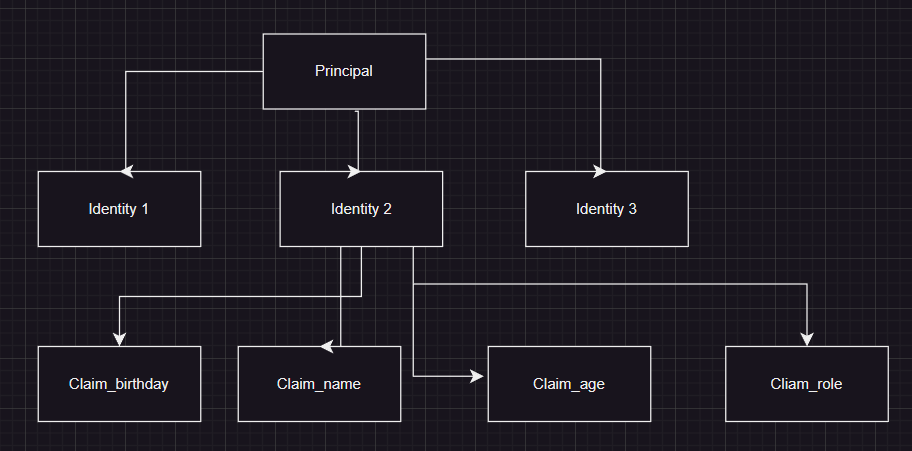 Principal
Identity 1
Identity 2
Identity 3
Claim_birthday
Claim_name
Claim_age
Cliam_role